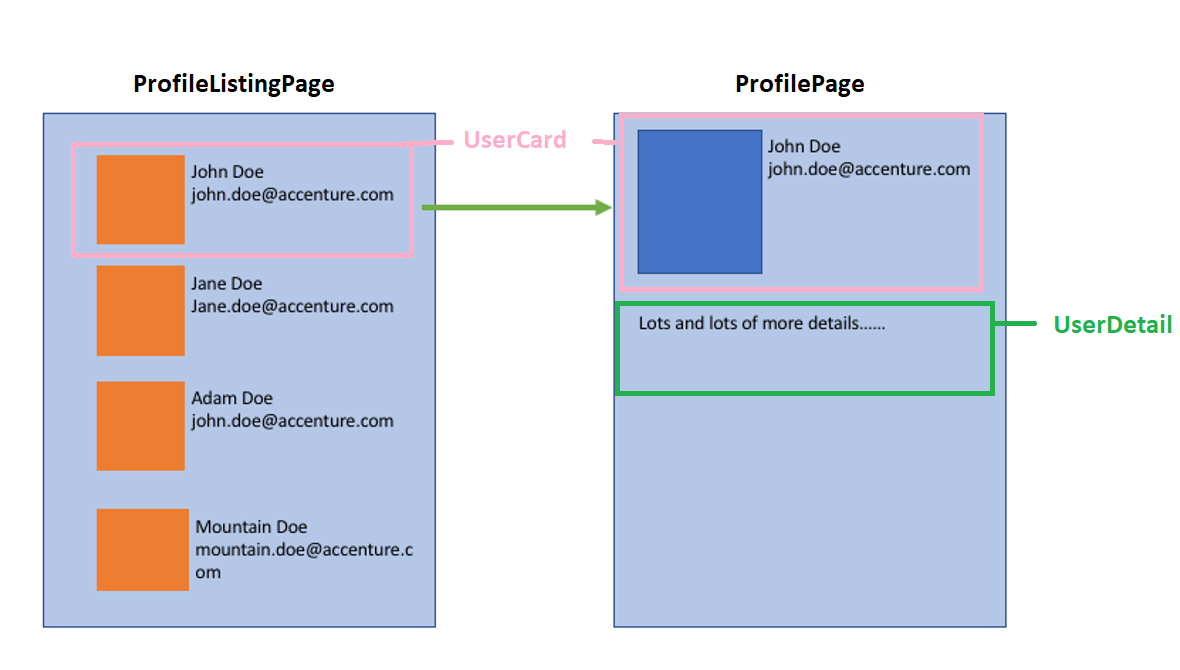 ProfileListingPage
ProfilePage
UserCard
John Doe
john.doe@accenture.com
Jane Doe
Jane.doe@accenture.com
Adam Doe
john.doe@accenture.com
Mountain Doe
mountain.doe@accenture.c
om
John Doe
john.doe@accenture.com
Lots and lots of more details......
UserDetail